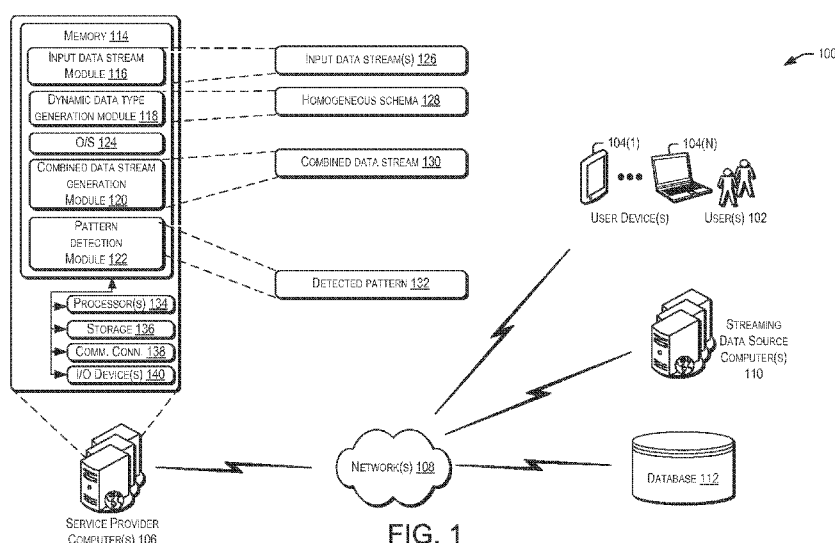 MEMORY 114
INPUT DATA STREAM
MODULE 116
DYNAMIC DATA TYPE
GENERATION MODULE 118
O/S 124
COMBINED DATA STREAM
GENERATION
MODULE 120
PATTERN
DETECTION
MODULE 122
PROCESSOR(S) 134
STORAGE 136
COMM. CONN. 138
I/O DEVICE(S) 140
INPUT DATA STREAM(S) 126
HOMOGENEOUS SCHEMA 128
COMBINED DATA STREAM 130
DETECTED PATTERN 132
100
104(1)
104(N)
USER DEVICE(S)
USER(S) 102
STREAMING
DATA SOURCE
COMPUTER(S)
110
NETWORK(S) 108
DATABASE 112
SERVICE PROVIDER
COMPUTER(S) 106
FIG. 1